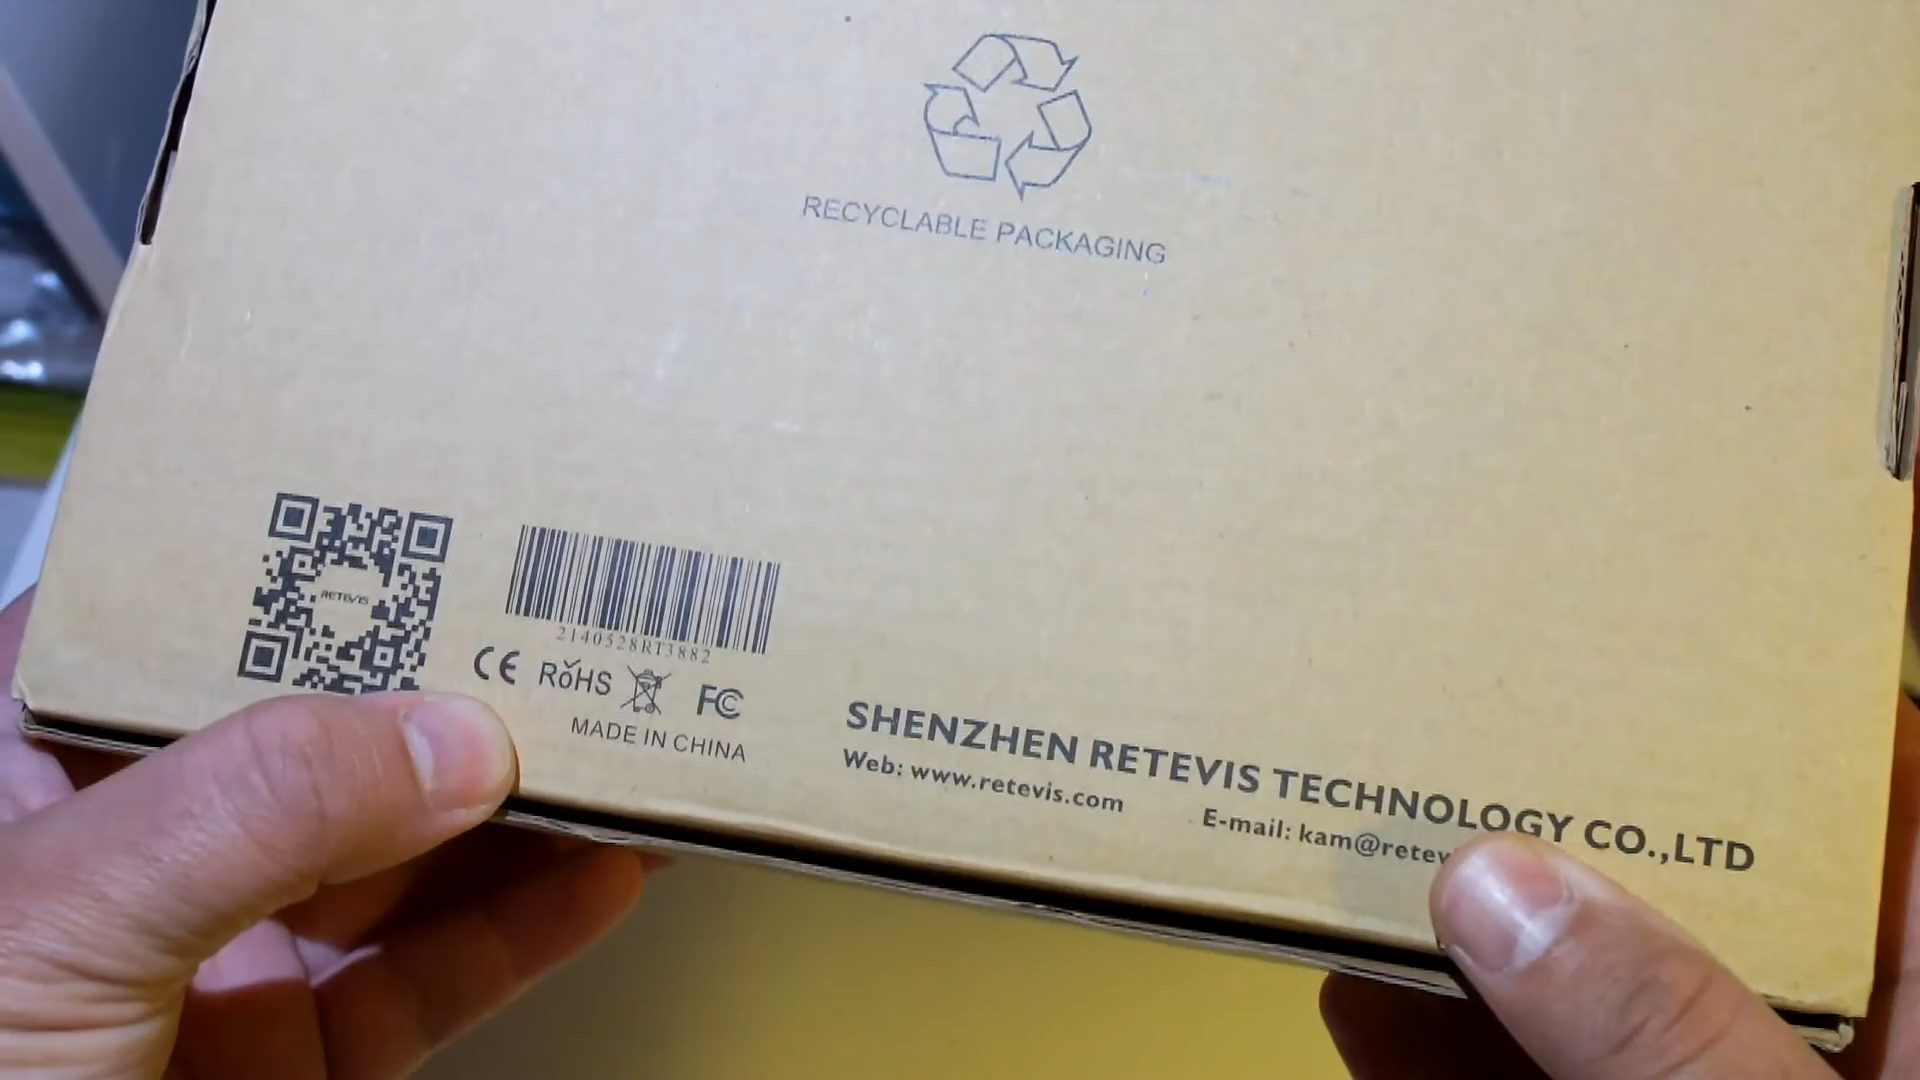 RECYCLABLE PACKAGING
RETEVIS
2140528RT3882
CE RoHS FC
MADE IN CHINA
SHENZHEN RETEVIS TECHNOLOGY CO.,LTD
Web: www.retevis.com E-mail: kam@retev